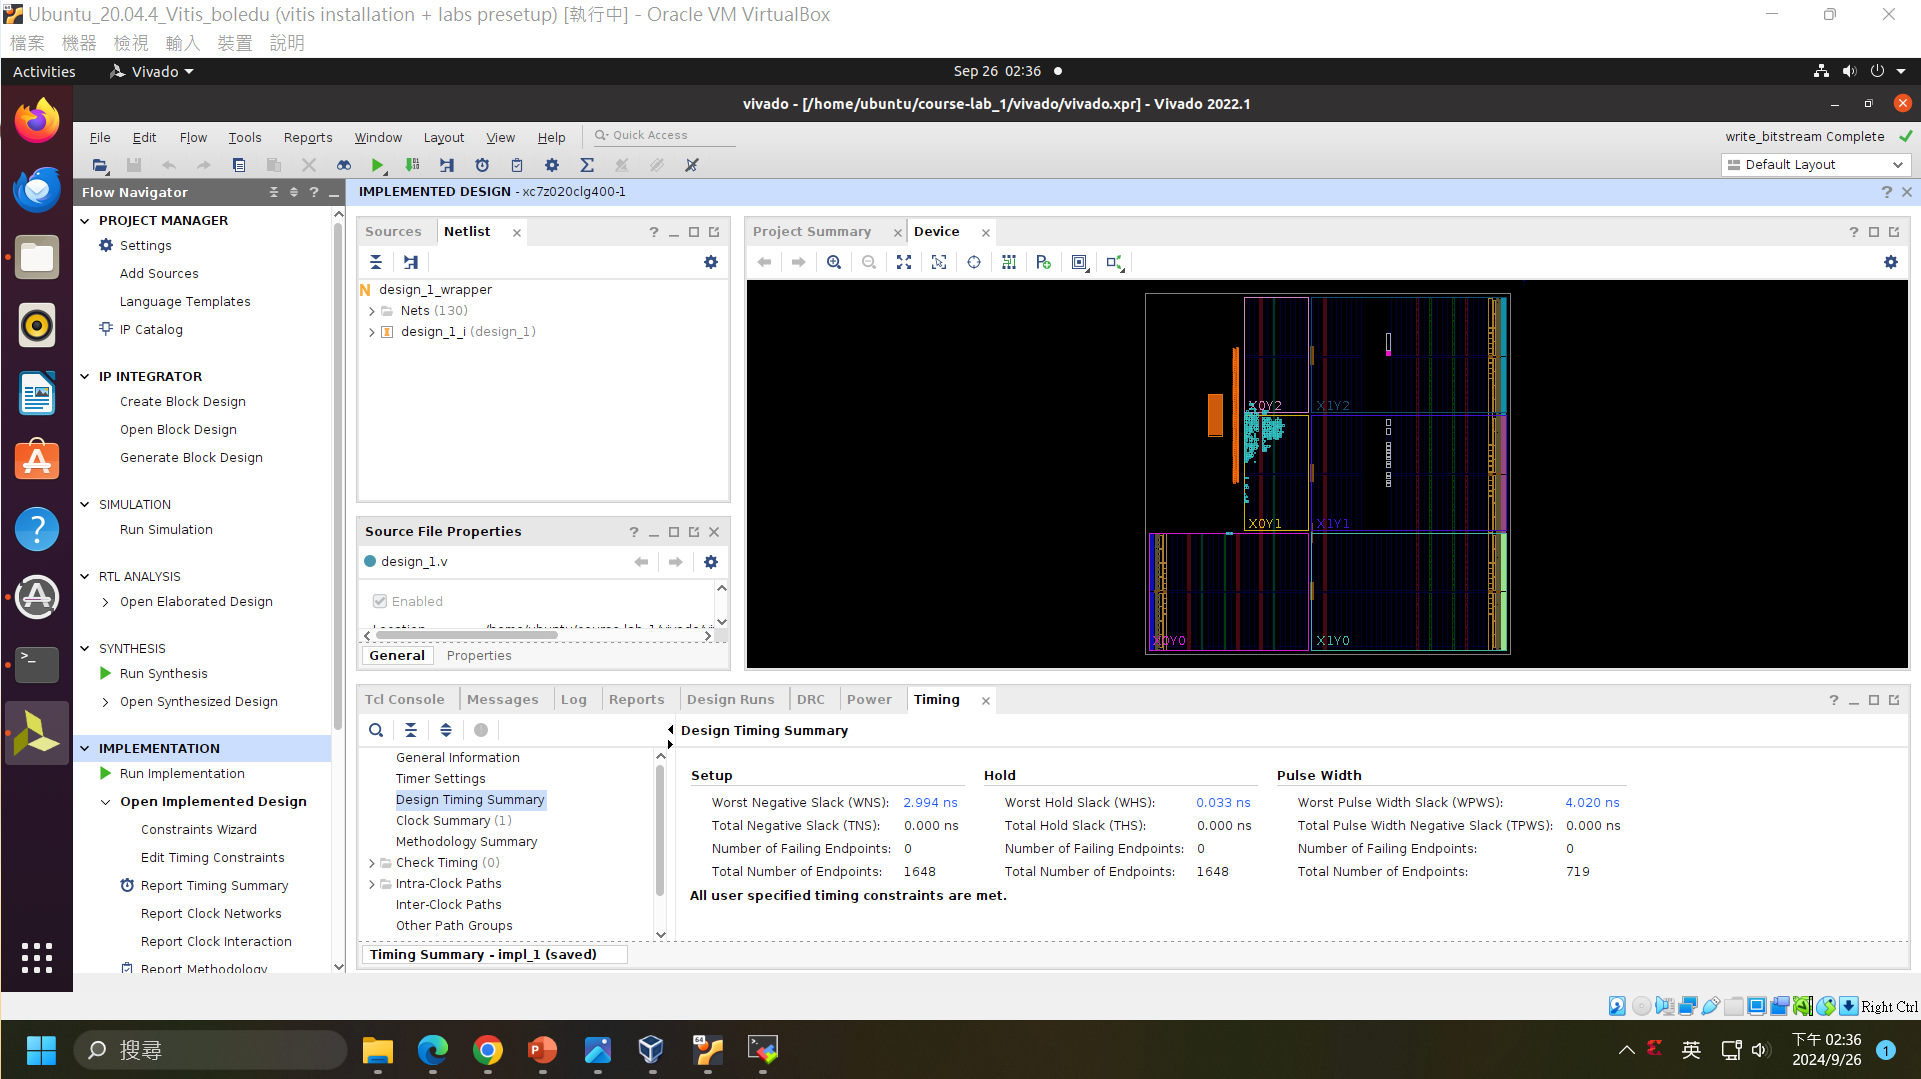 Ubuntu_20.04.4_Vitis_boledu (vitis installation + labs presetup) [執行中] - Oracle VM VirtualBox
檔案 機器 檢視 輸入 裝置 說明
Activities Vivado Sep 26 02:36
vivado - [/home/ubuntu/course-lab_1/vivado/vivado.xpr] - Vivado 2022.1
File Edit Flow Tools Reports Window Layout View Help Quick Access write_bitstream Complete
Default Layout
Flow Navigator
IMPLEMENTED DESIGN - xc7z020clg400-1
PROJECT MANAGER
Settings
Add Sources
Language Templates
IP Catalog
IP INTEGRATOR
Create Block Design
Open Block Design
Generate Block Design
SIMULATION
Run Simulation
RTL ANALYSIS
Open Elaborated Design
SYNTHESIS
Run Synthesis
Open Synthesized Design
IMPLEMENTATION
Run Implementation
Open Implemented Design
Constraints Wizard
Edit Timing Constraints
Report Timing Summary
Report Clock Networks
Report Clock Interaction
Report Methodology
Sources Netlist
design_1_wrapper
Nets (130)
design_1_i (design_1)
Source File Properties
design_1.v
Enabled
General Properties
Project Summary Device
X0Y2 X1Y2
X0Y1 X1Y1
X0Y0 X1Y0
Tcl Console Messages Log Reports Design Runs DRC Power Timing
General Information
Timer Settings
Design Timing Summary
Clock Summary (1)
Methodology Summary
Check Timing (0)
Intra-Clock Paths
Inter-Clock Paths
Other Path Groups
Design Timing Summary
Setup Hold Pulse Width
Worst Negative Slack (WNS): 2.994 ns Worst Hold Slack (WHS): 0.033 ns Worst Pulse Width Slack (WPWS): 4.020 ns
Total Negative Slack (TNS): 0.000 ns Total Hold Slack (THS): 0.000 ns Total Pulse Width Negative Slack (TPWS): 0.000 ns
Number of Failing Endpoints: 0 Number of Failing Endpoints: 0 Number of Failing Endpoints: 0
Total Number of Endpoints: 1648 Total Number of Endpoints: 1648 Total Number of Endpoints: 719
All user specified timing constraints are met.
Timing Summary - impl_1 (saved)
Right Ctrl
搜尋
英
下午 02:36
2024/9/26
1